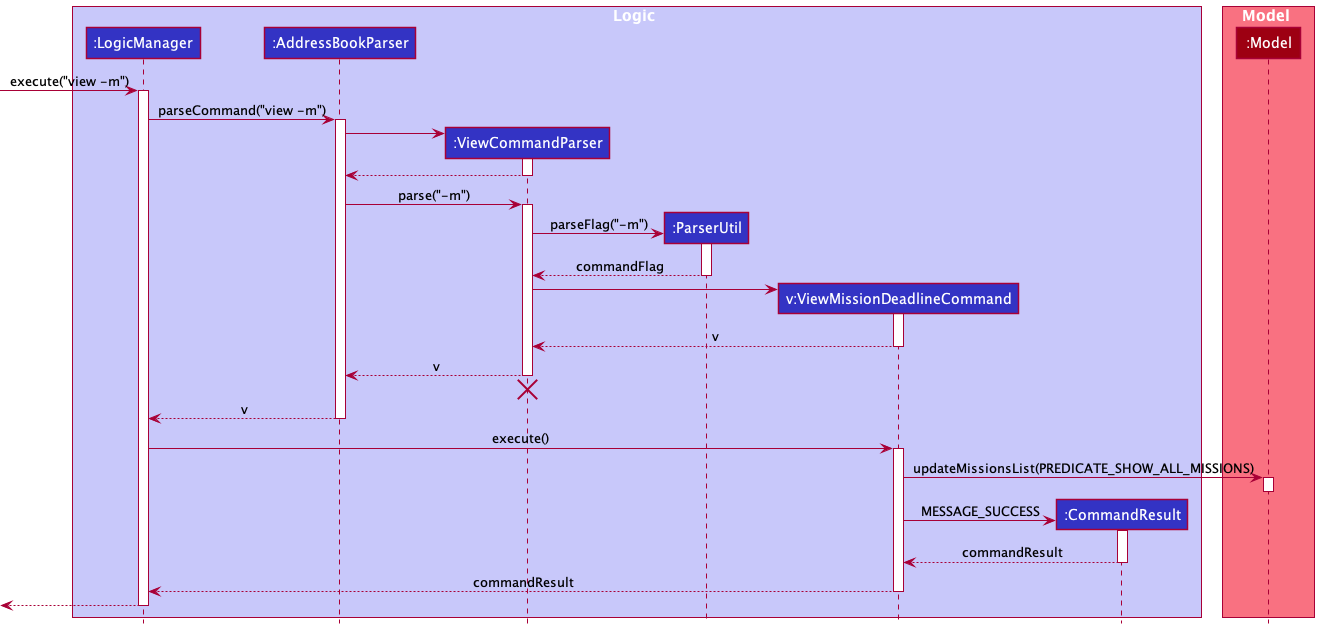 Logic
Model
:LogicManager
:AddressBookParser
:Model
execute("view -m")
parseCommand("view -m")
:ViewCommandParser
parse("-m")
parseFlag("-m")
:ParserUtil
commandFlag
v:ViewMissionDeadlineCommand
v
v
v
execute()
updateMissionsList(PREDICATE_SHOW_ALL_MISSIONS)
MESSAGE_SUCCESS
:CommandResult
commandResult
commandResult